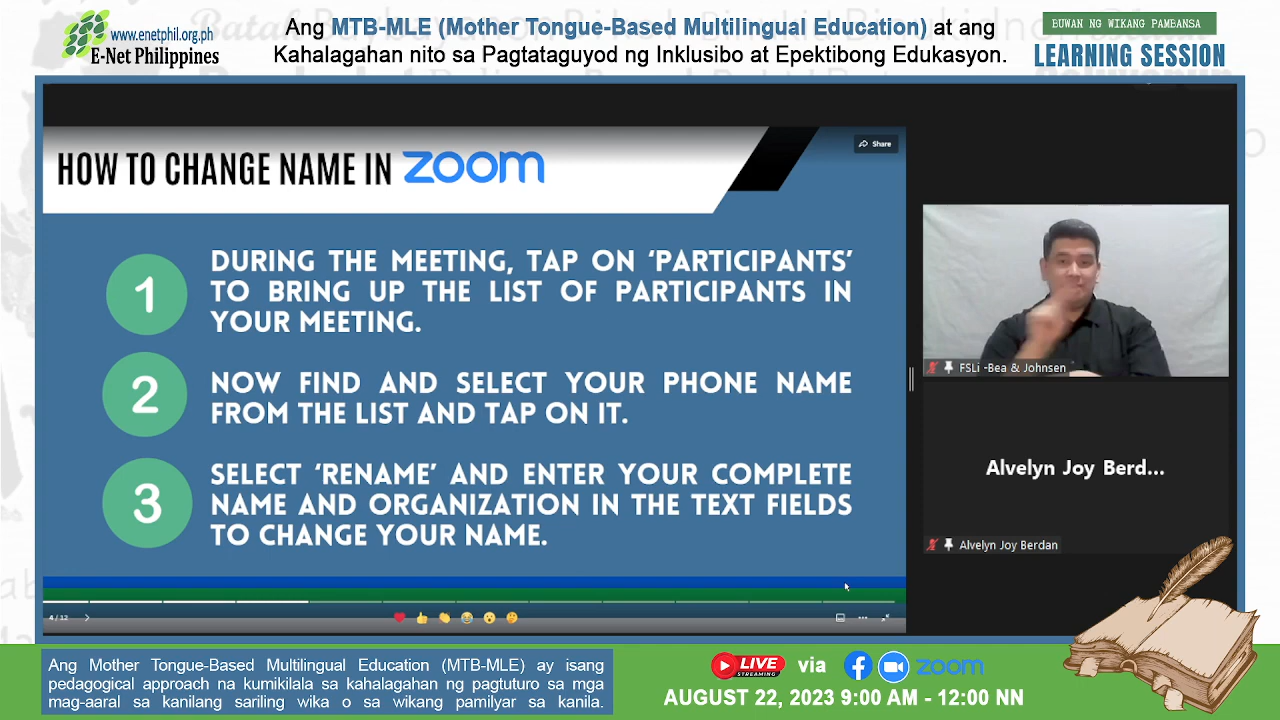 www.enetphil.org.ph
E-Net Philippines
Ang MTB-MLE (Mother Tongue-Based Multilingual Education) at ang
Kahalagahan nito sa Pagtataguyod ng Inklusibo at Epektibong Edukasyon.
BUWAN NG WIKANG PAMBANSA
LEARNING SESSION
HOW TO CHANGE NAME IN zoom
Share
1
DURING THE MEETING, TAP ON ‘PARTICIPANTS’
TO BRING UP THE LIST OF PARTICIPANTS IN
YOUR MEETING.
2
NOW FIND AND SELECT YOUR PHONE NAME
FROM THE LIST AND TAP ON IT.
3
SELECT ‘RENAME’ AND ENTER YOUR COMPLETE
NAME AND ORGANIZATION IN THE TEXT FIELDS
TO CHANGE YOUR NAME.
4 / 12
FSLi -Bea & Johnsen
Alvelyn Joy Berd...
Alvelyn Joy Berdan
Ang Mother Tongue-Based Multilingual Education (MTB-MLE) ay isang
pedagogical approach na kumikilala sa kahalagahan ng pagtuturo sa mga
mag-aaral sa kanilang sariling wika o sa wikang pamilyar sa kanila.
LIVE STREAMING via zoom
AUGUST 22, 2023 9:00 AM - 12:00 NN